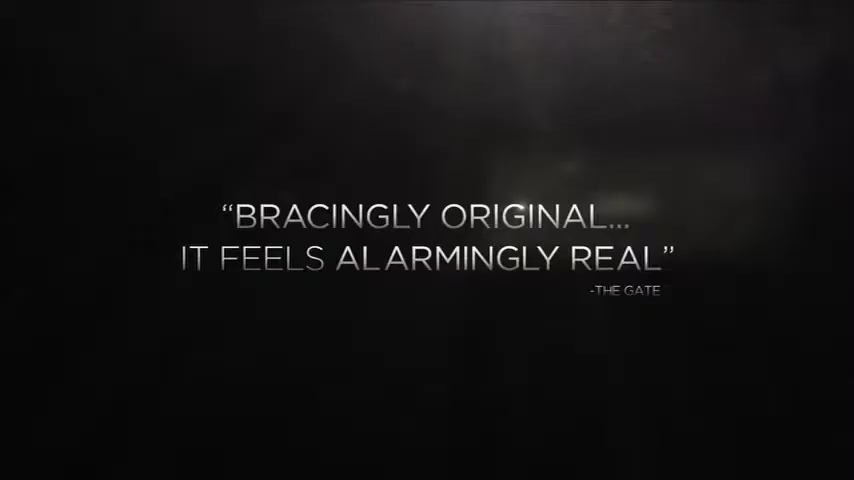 “BRACINGLY ORIGINAL...
IT FEELS ALARMINGLY REAL”
-THE GATE